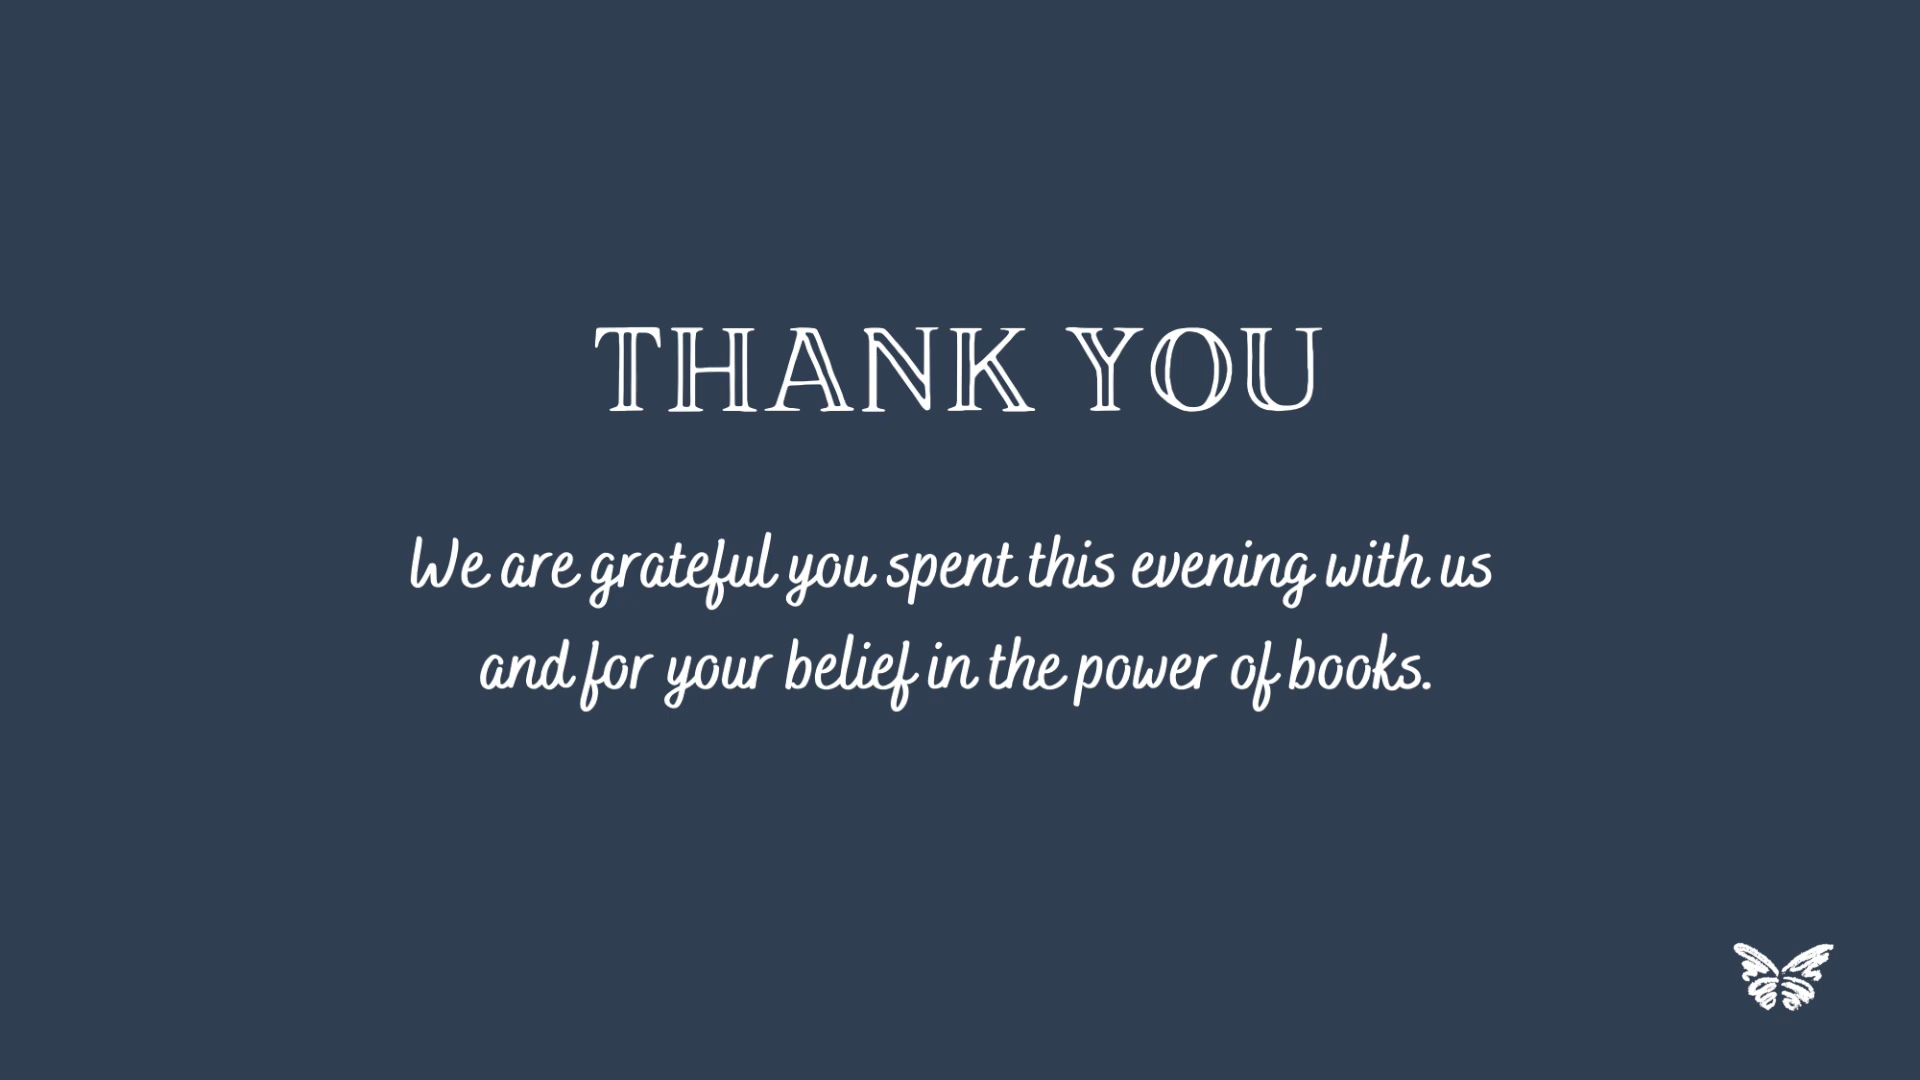 THANK YOU
We are grateful you spent this evening with us
and for your belief in the power of books.